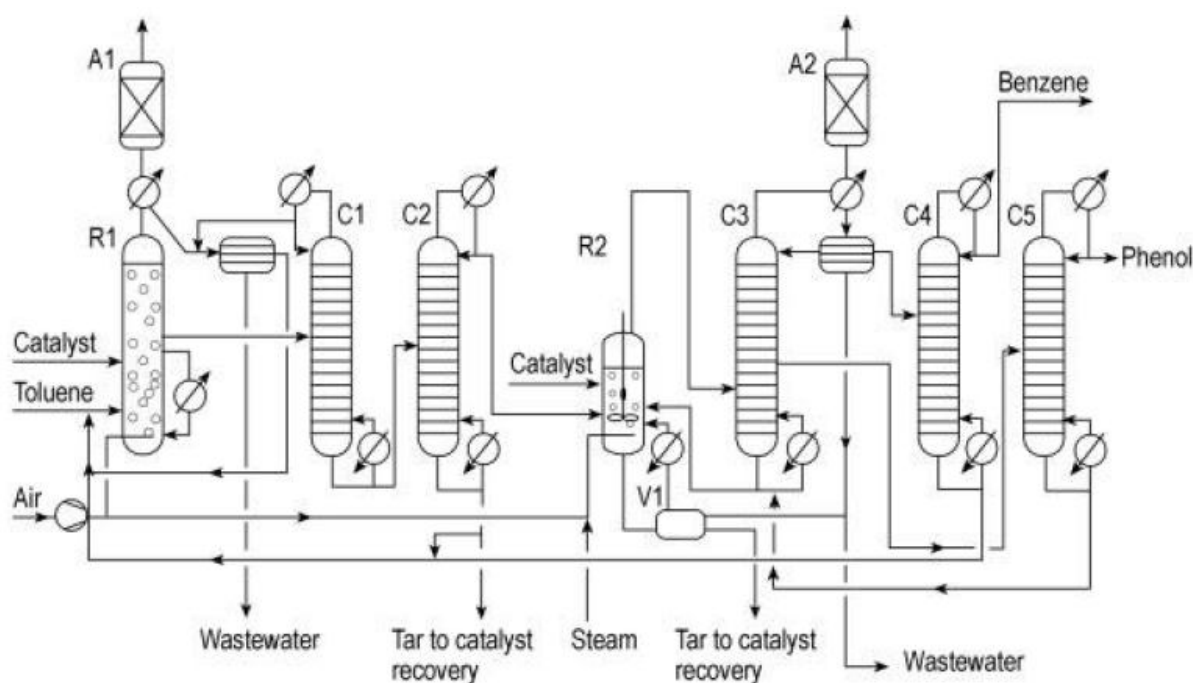 A1
A2
Benzene
C1
C2
C3
C4
C5
R1
R2
Phenol
Catalyst
Catalyst
Toluene
V1
Air
Wastewater
Tar to catalyst
recovery
Steam
Tar to catalyst
recovery
Wastewater